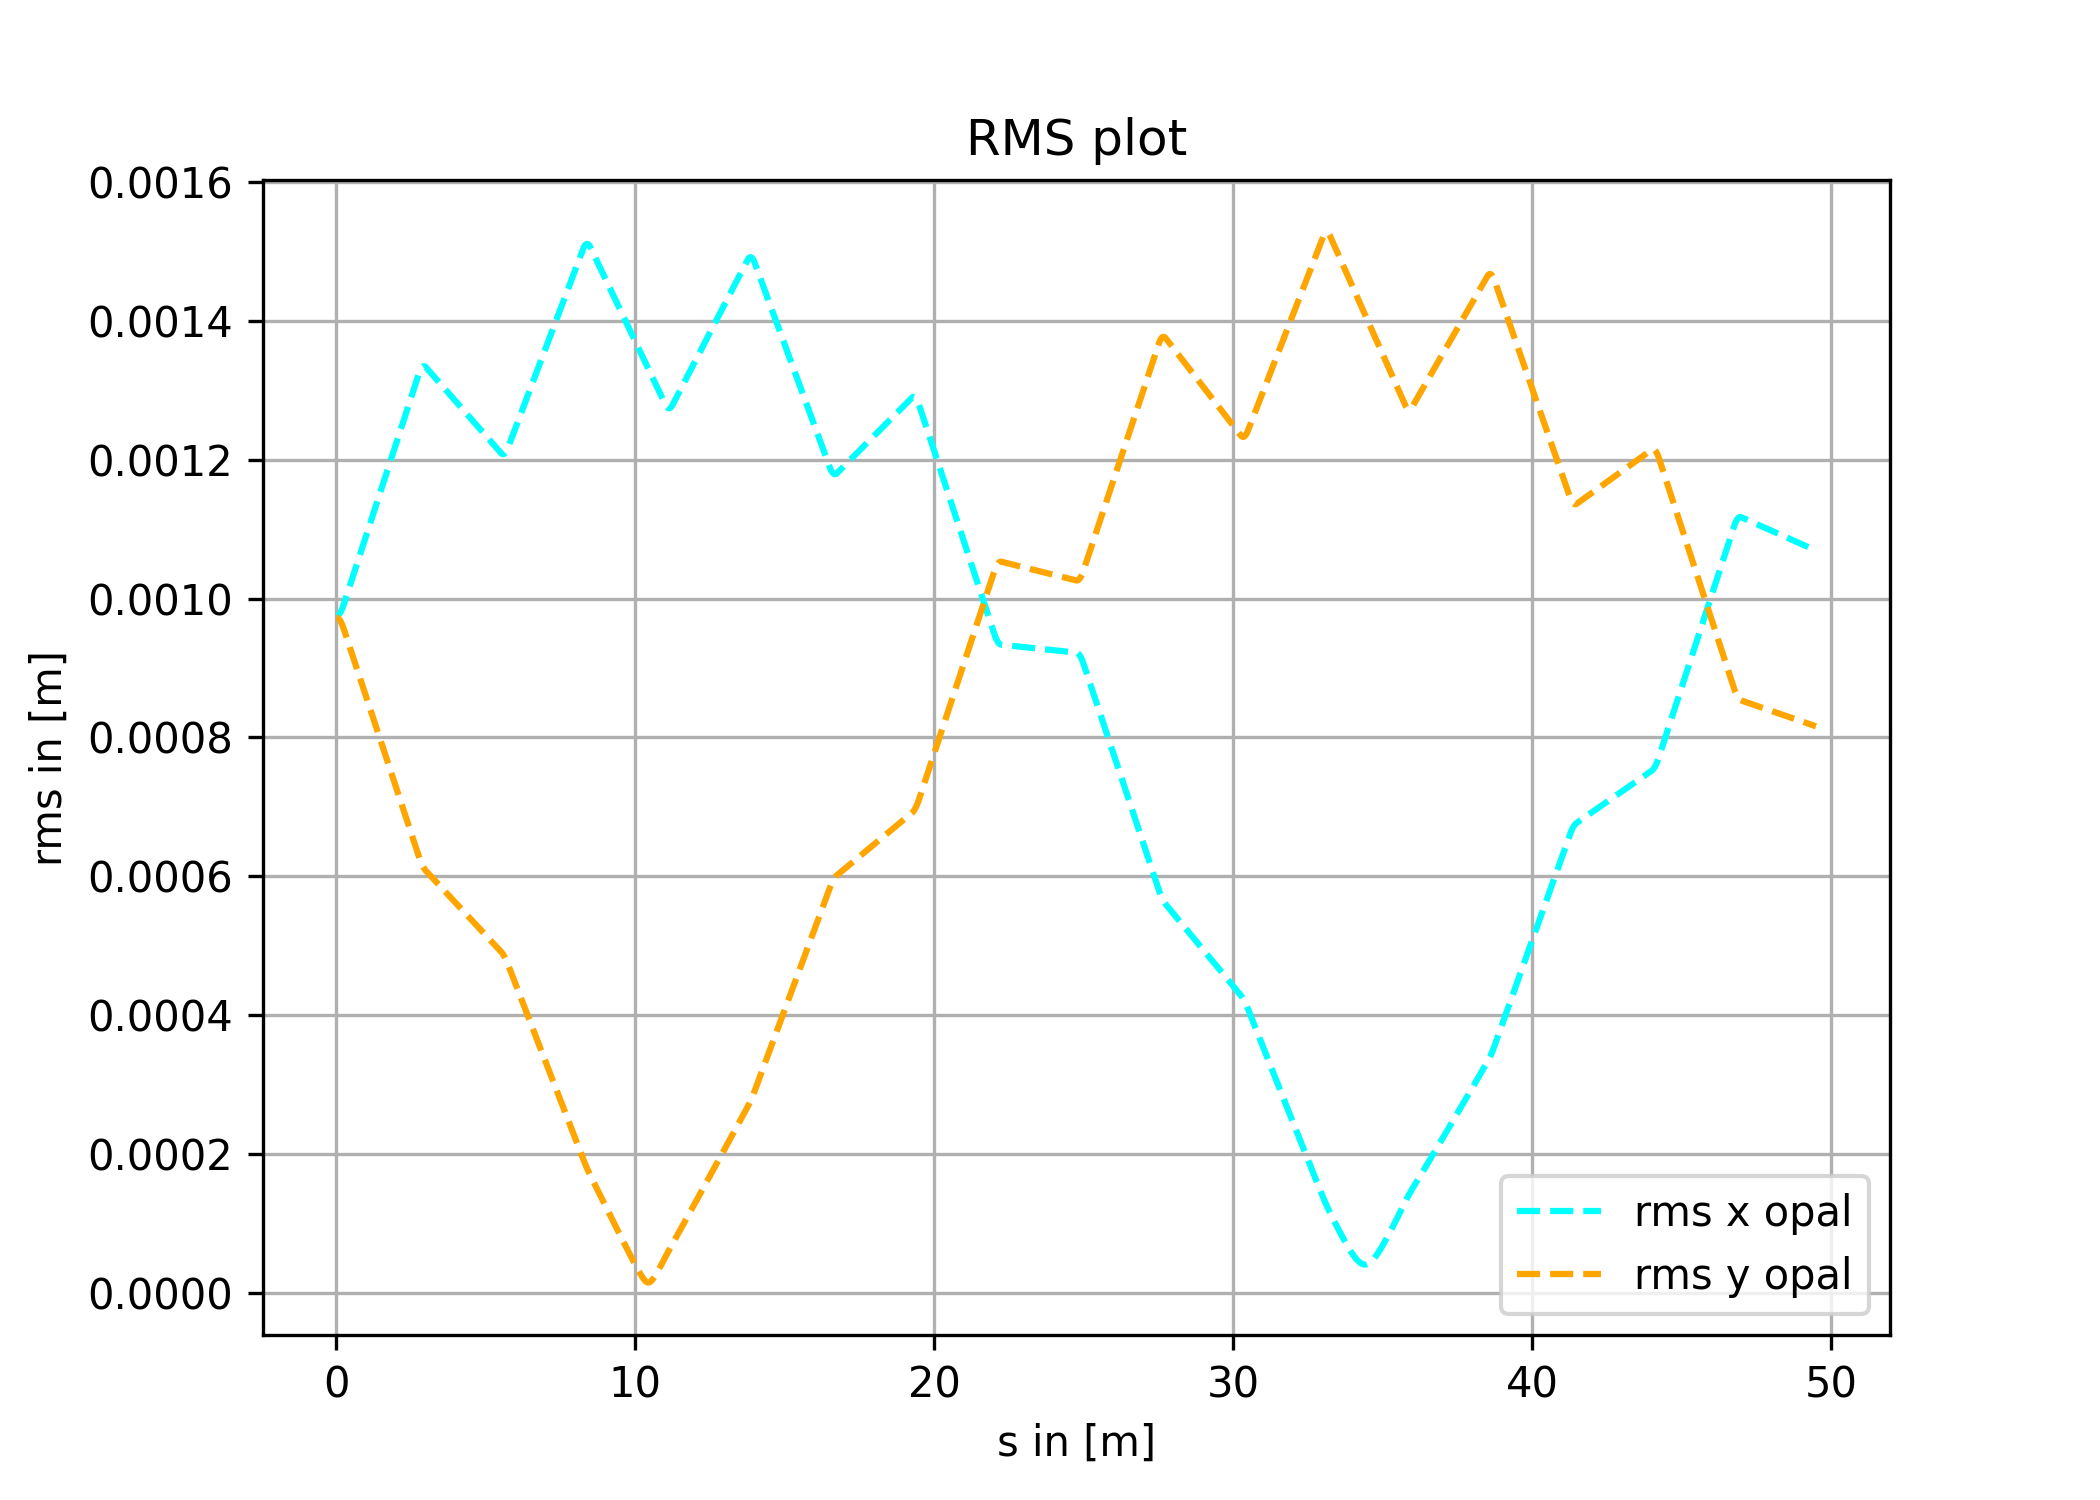 RMS plot
0.0016
0.0014
0.0012
0.0010
0.0008
0.0006
0.0004
0.0002
0.0000
rms in [m]
0 10 20 30 40 50
s in [m]
rms x opal
rms y opal